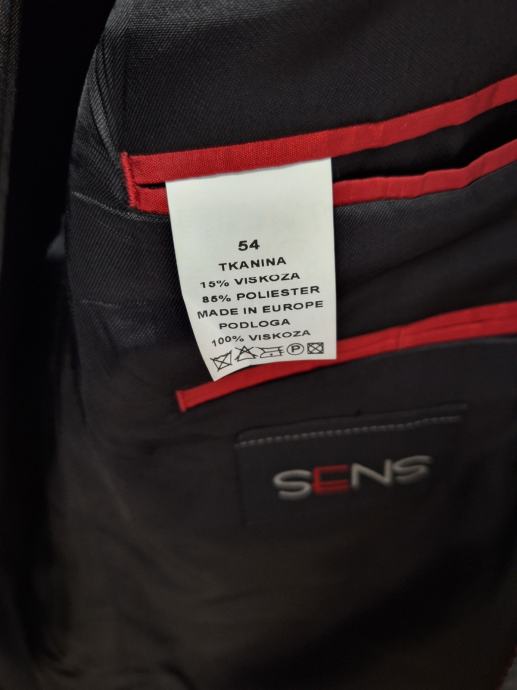 54
TKANINA
15% VISKOZA
85% POLIESTER
MADE IN EUROPE
PODLOGA
100% VISKOZA
P
SENS